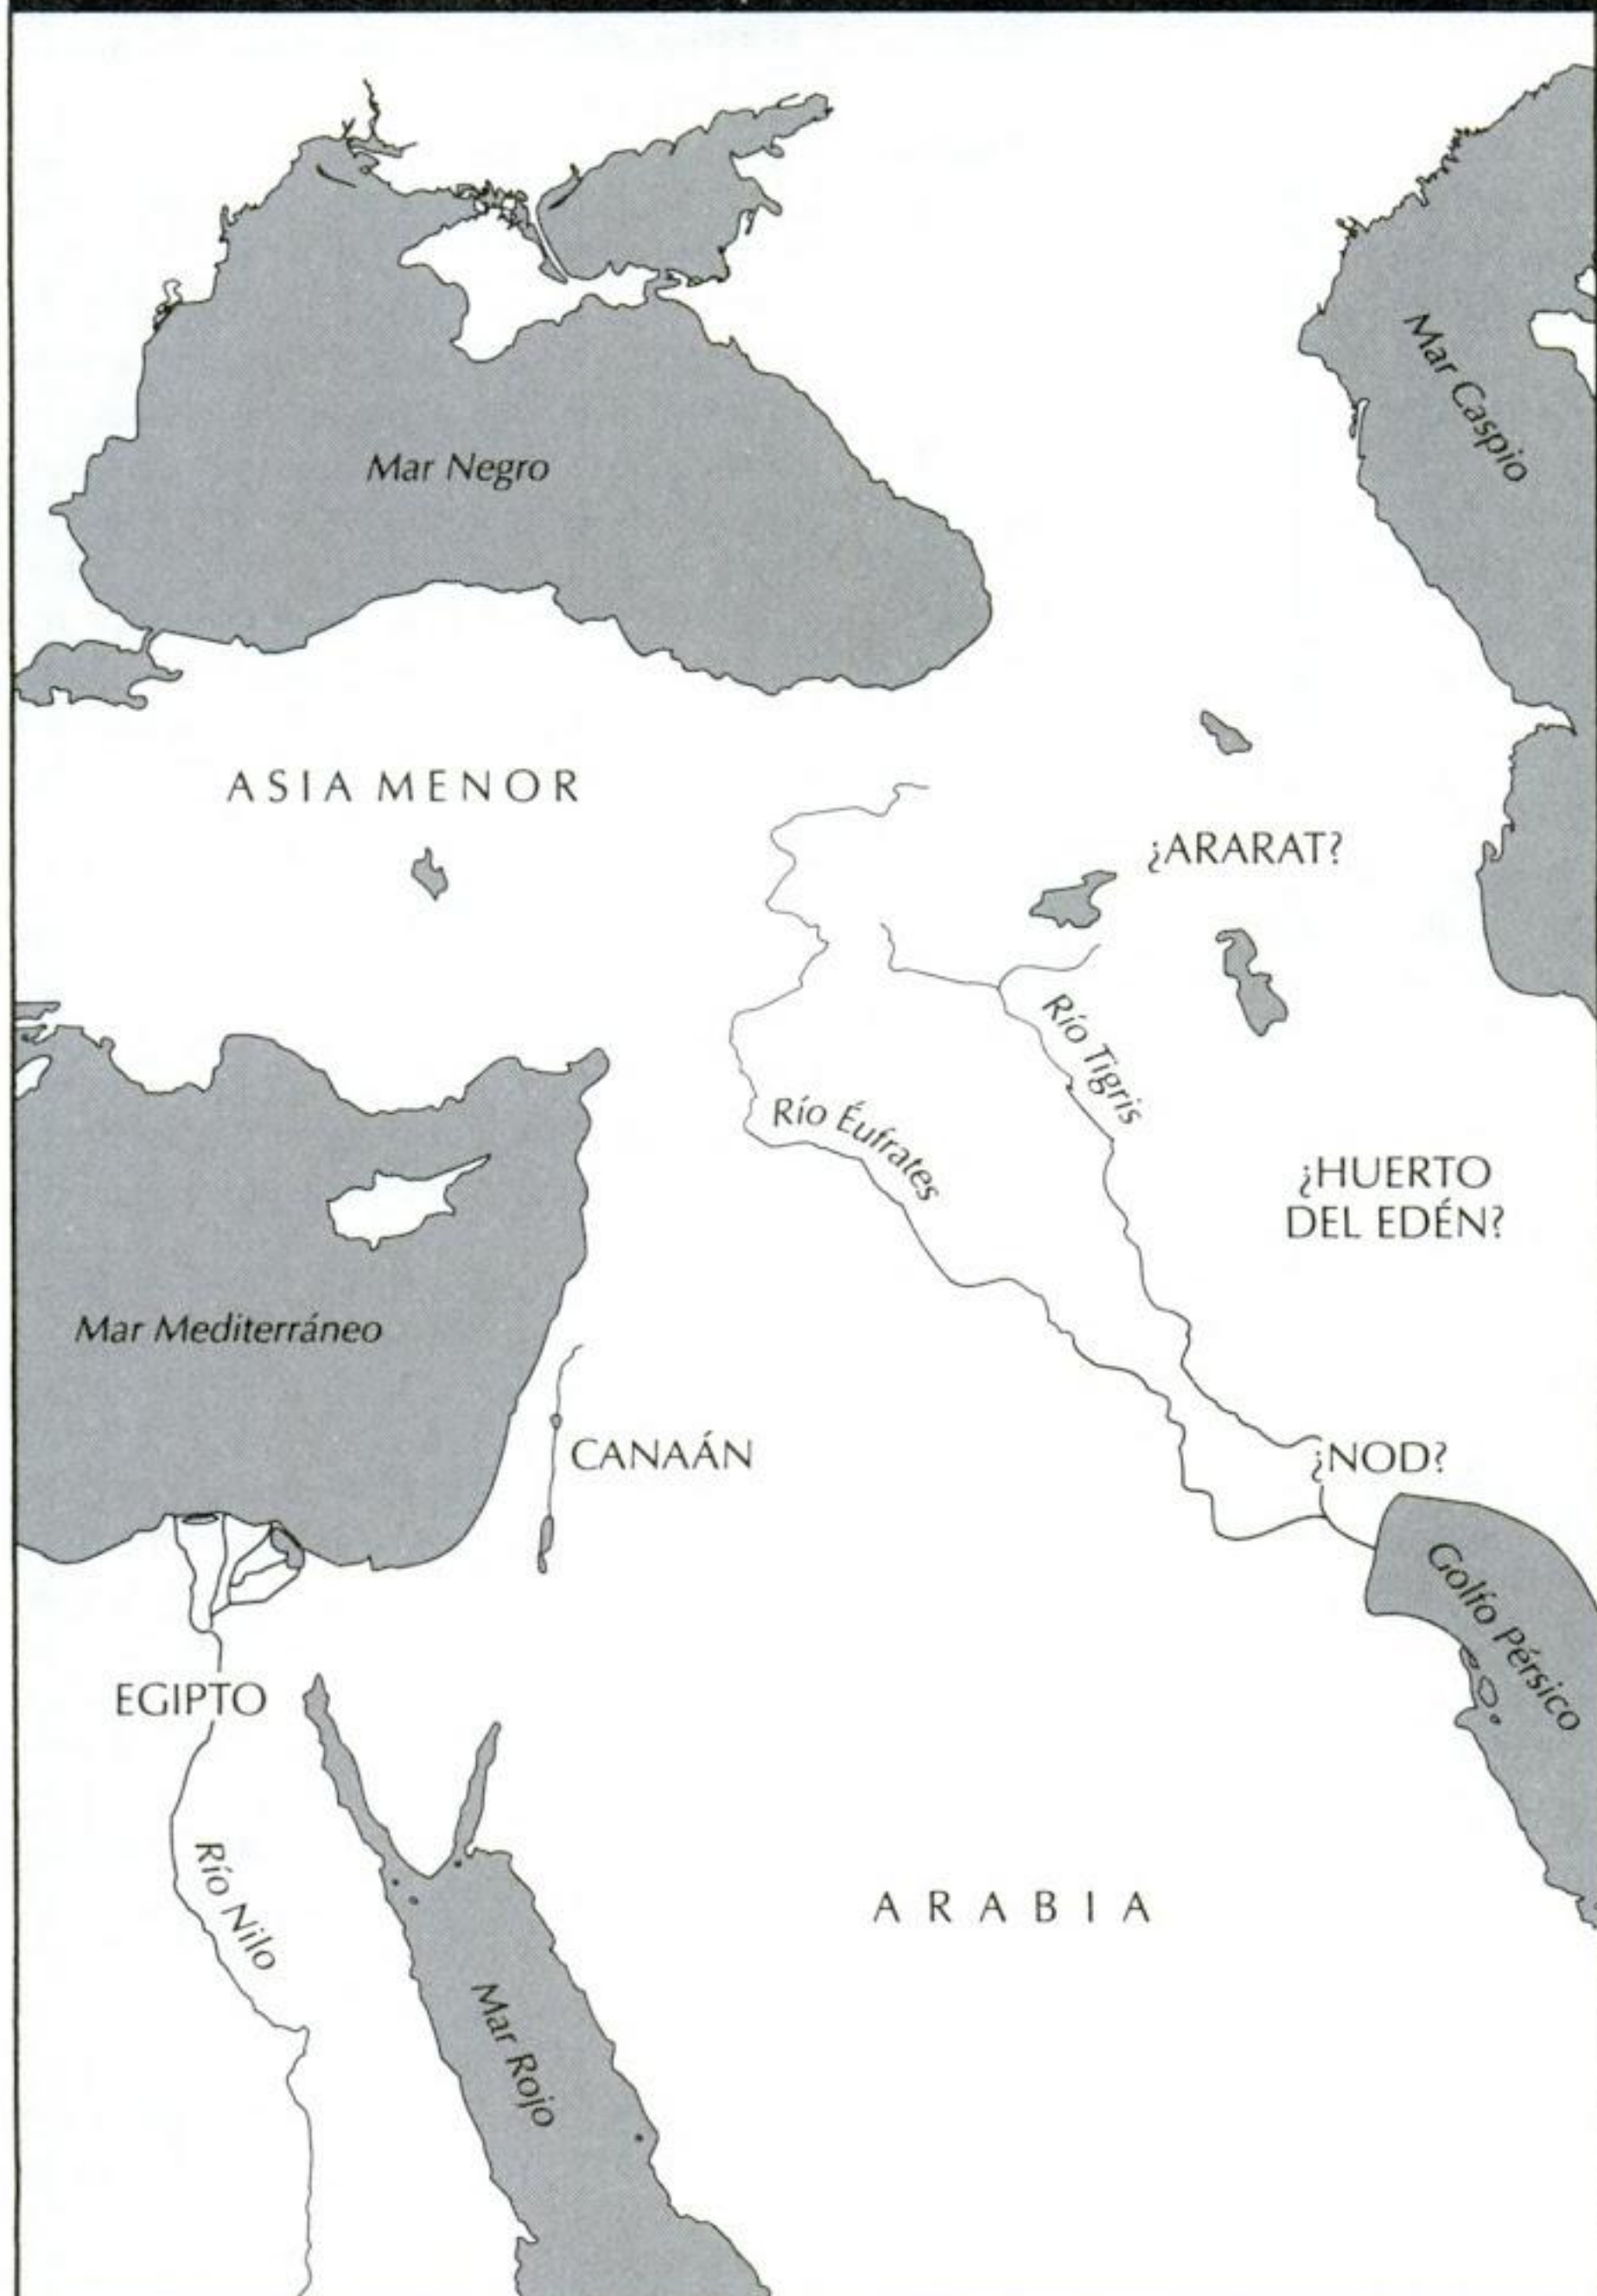 Mar Caspio
Mar Negro
ASIA MENOR
¿ARARAT?
Río Tigris
Río Éufrates
¿HUERTO
DEL EDÉN?
Mar Mediterráneo
CANAÁN
¿NOD?
Golfo Pérsico
EGIPTO
Río Nilo
ARABIA
Mar Rojo